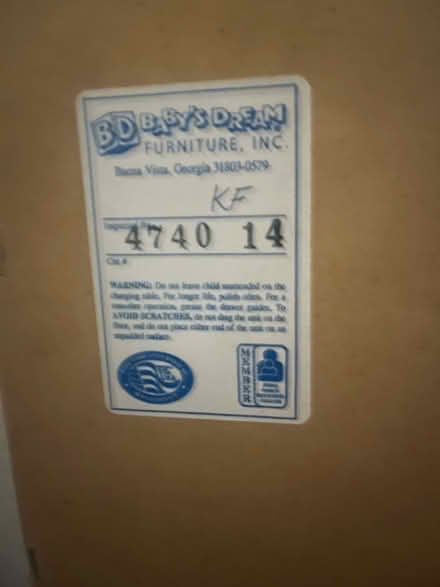 BD BABY'S DREAM
FURNITURE, INC.
Buena Vista, Georgia 31803-0579
KF
Inspected By
4740 14
Ctn #
WARNING: Do not leave child unattended on the
changing table. For longer life, polish often. For a
smoother operation, grease the drawer guides. To
AVOID SCRATCHES, do not drag the unit on the
floor, and do not place either end of the unit on an
unpadded surface.
MEMBER